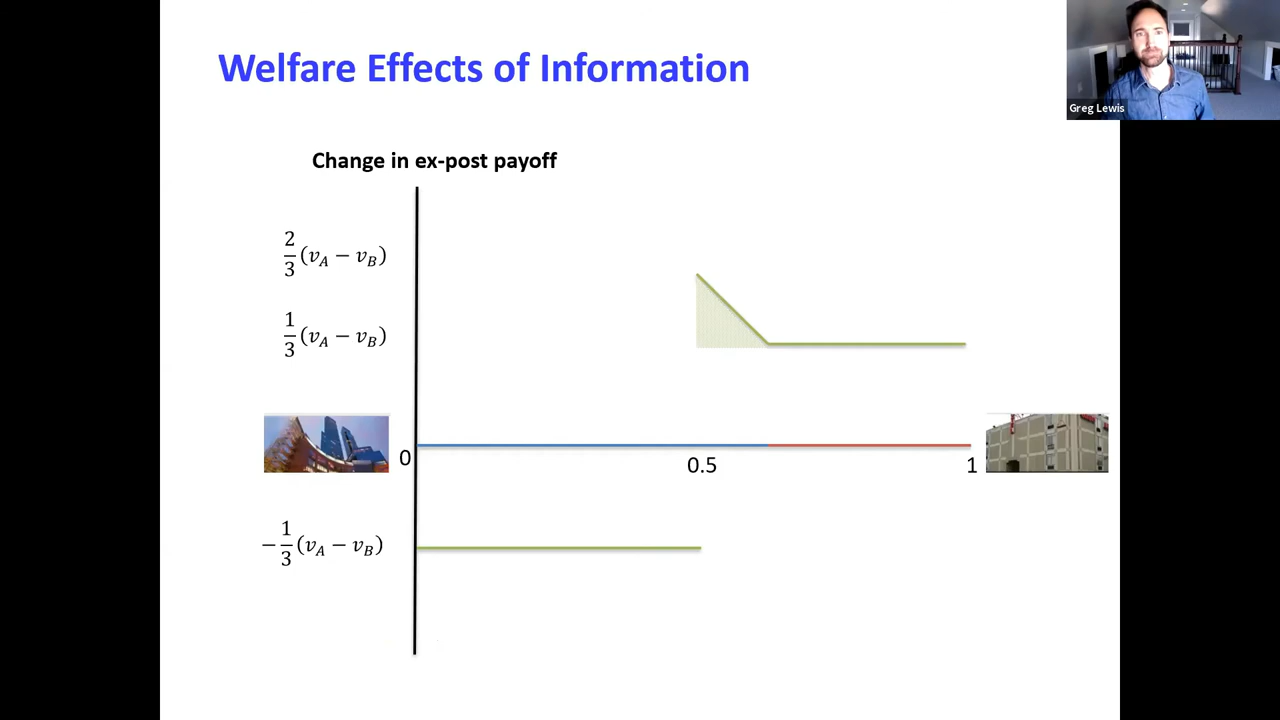 Welfare Effects of Information
Greg Lewis
Change in ex-post payoff
2/3 (v_A − v_B)
1/3 (v_A − v_B)
0
0.5
1
−1/3 (v_A − v_B)